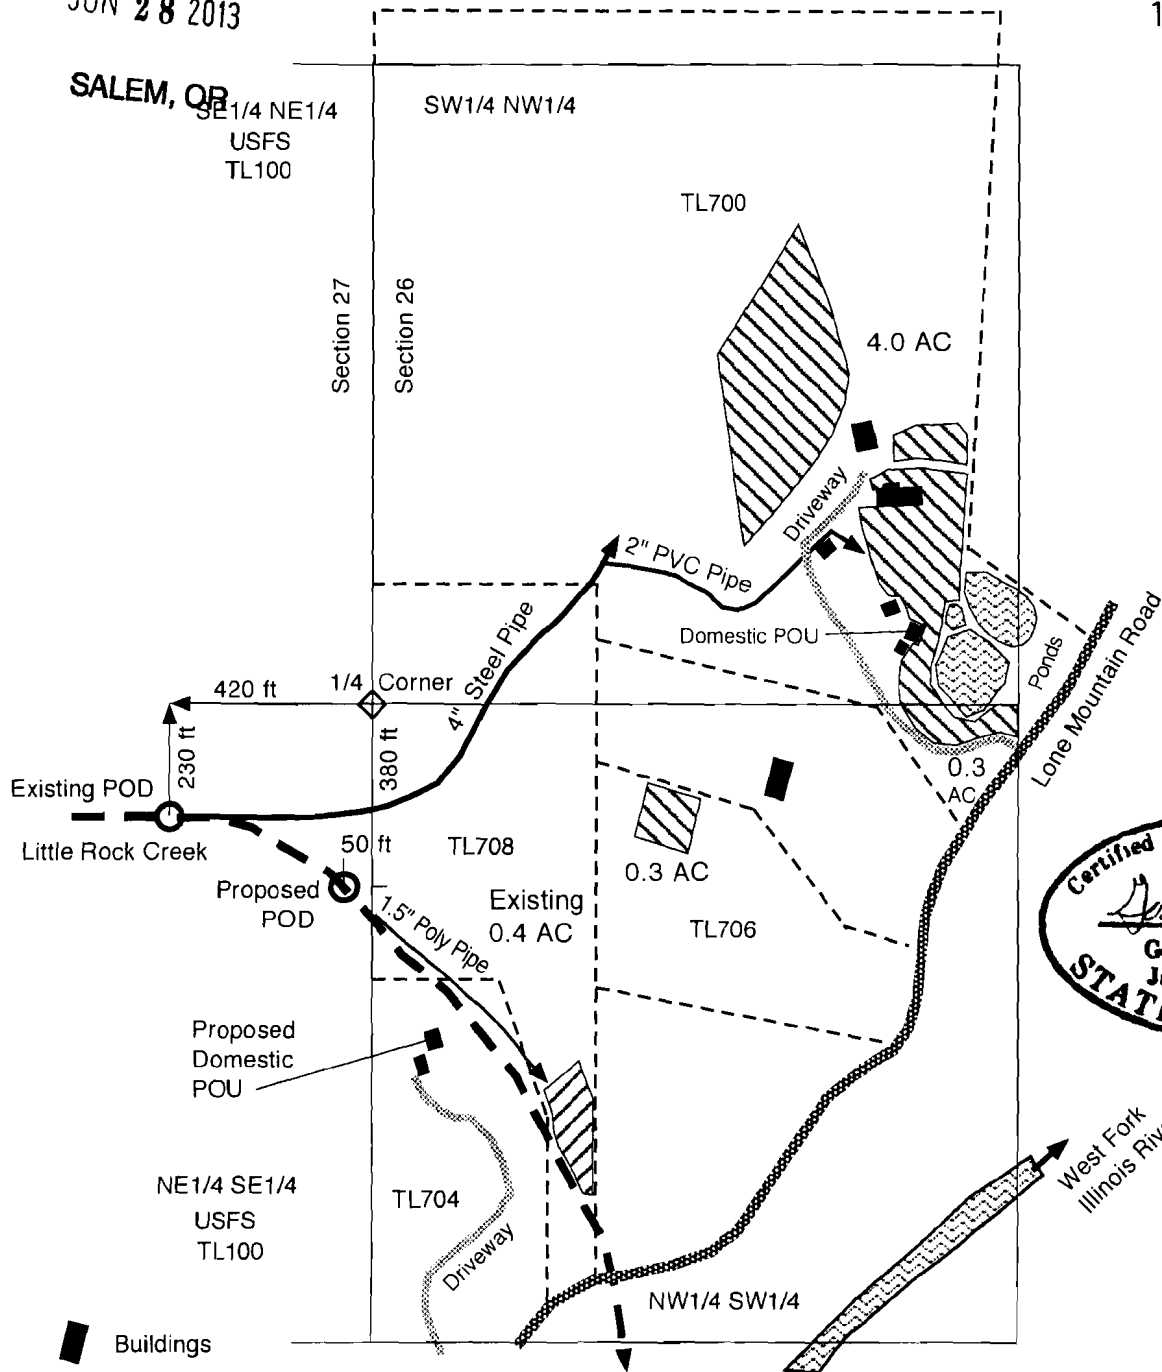 JUN 28 2013
1
SALEM, OR
SE1/4 NE1/4
USFS
TL100
SW1/4 NW1/4
TL700
Section 27
Section 26
4.0 AC
Driveway
2" PVC Pipe
4" Steel Pipe
Domestic POU
Ponds
Lone Mountain Road
420 ft
1/4 Corner
230 ft
380 ft
Existing POD
Little Rock Creek
0.3
AC
50 ft
TL708
0.3 AC
Proposed
POD
1.5" Poly Pipe
Existing
0.4 AC
TL706
Certified
STAT
Proposed
Domestic
POU
West Fork
Illinois
NE1/4 SE1/4
USFS
TL100
TL704
Driveway
NW1/4 SW1/4
Buildings